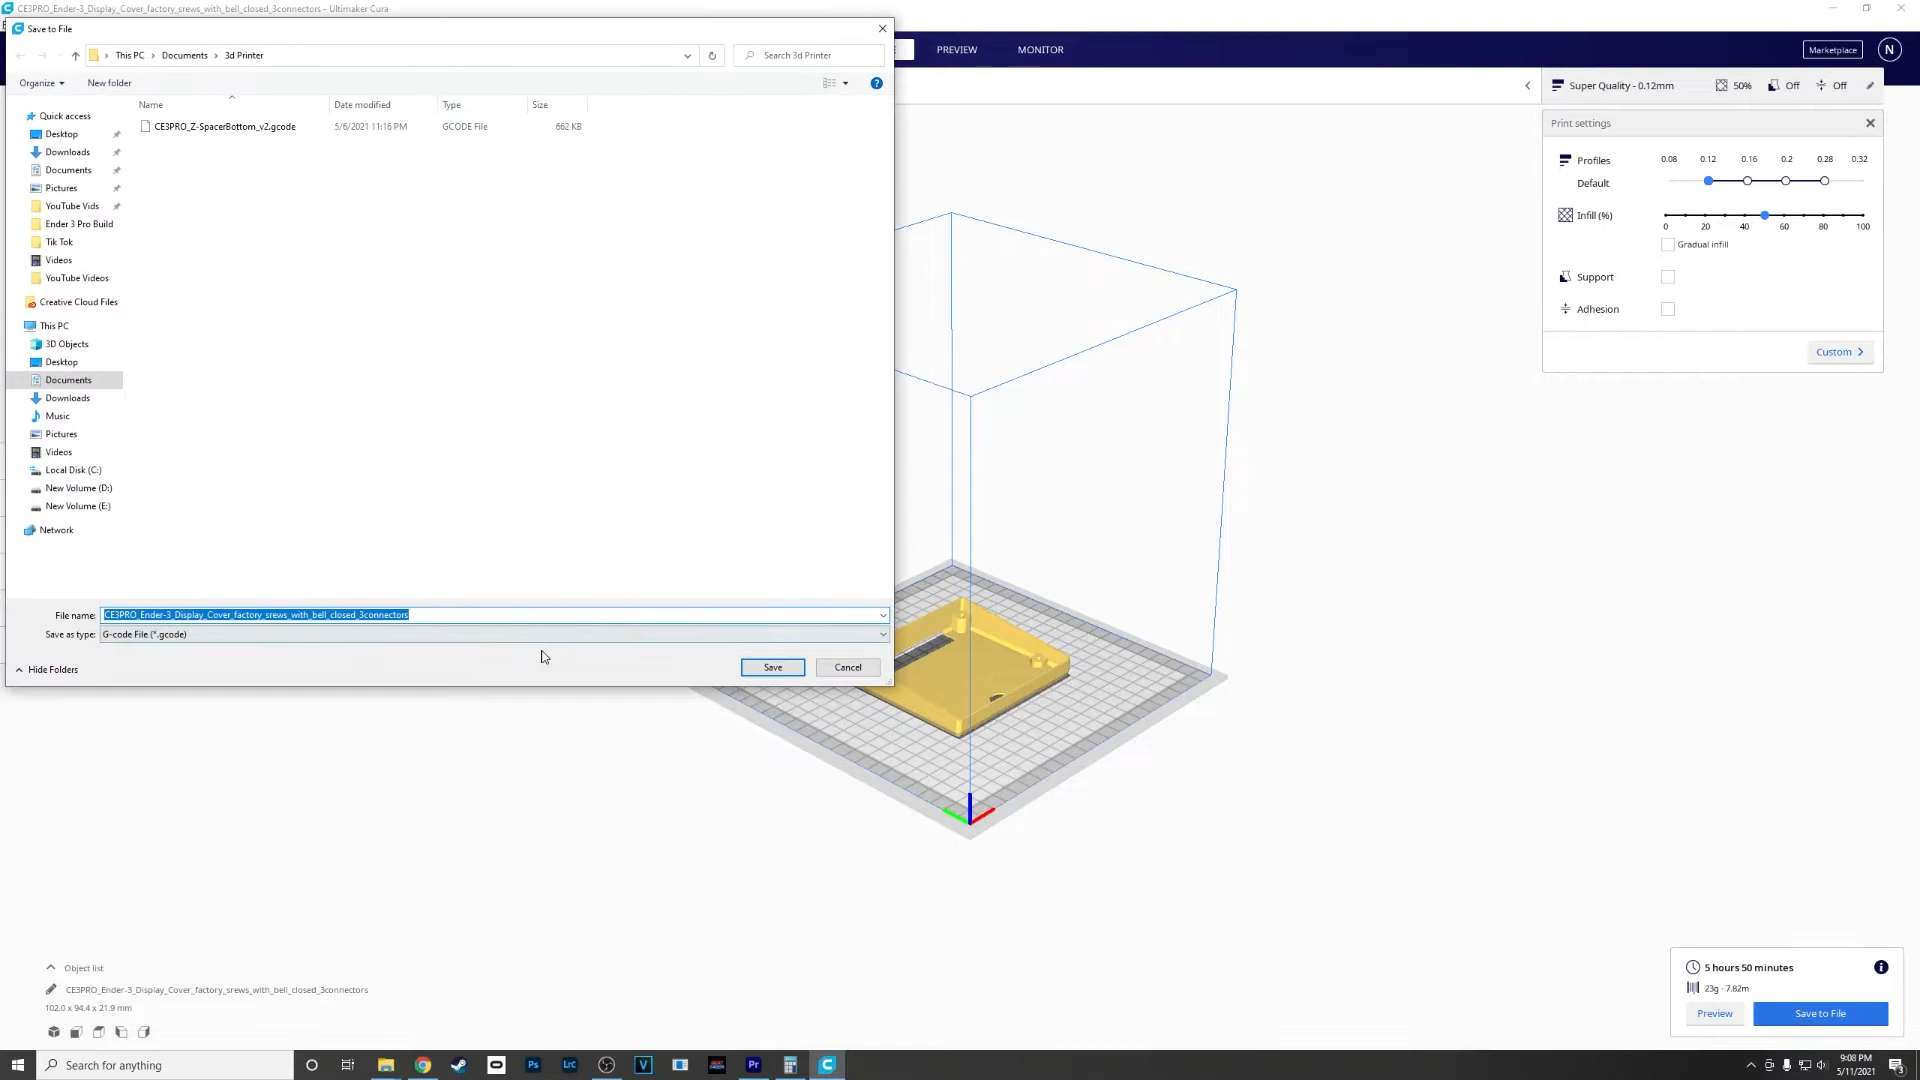 CE3PRO_Ender-3_Display_Cover_factory_srews_with_bell_closed_3connectors - Ultimaker Cura
Save to File
This PC > Documents > 3d Printer
Search 3d Printer
PREVIEW
MONITOR
Marketplace
N
Organize
New folder
?
Super Quality - 0.12mm
50%
Off
Off
Name
Date modified
Type
Size
CE3PRO_Z-SpacerBottom_v2.gcode
5/6/2021 11:16 PM
GCODE File
662 KB
Quick access
Desktop
Downloads
Documents
Pictures
YouTube Vids
Ender 3 Pro Build
Tik Tok
Videos
YouTube Videos
Creative Cloud Files
This PC
3D Objects
Desktop
Documents
Downloads
Music
Pictures
Videos
Local Disk (C:)
New Volume (D:)
New Volume (E:)
Network
Print settings
Profiles
0.08 0.12 0.16 0.2 0.28 0.32
Default
Infill (%)
0 20 40 60 80 100
Gradual infill
Support
Adhesion
Custom
File name: CE3PRO_Ender-3_Display_Cover_factory_srews_with_bell_closed_3connectors
Save as type: G-code File (*.gcode)
Hide Folders
Save
Cancel
Object list
CE3PRO_Ender-3_Display_Cover_factory_srews_with_bell_closed_3connectors
102.0 x 94.4 x 21.9 mm
5 hours 50 minutes
23g · 7.82m
Preview
Save to File
Search for anything
Ps
Lrc
V
Pr
9:08 PM
5/11/2021
3